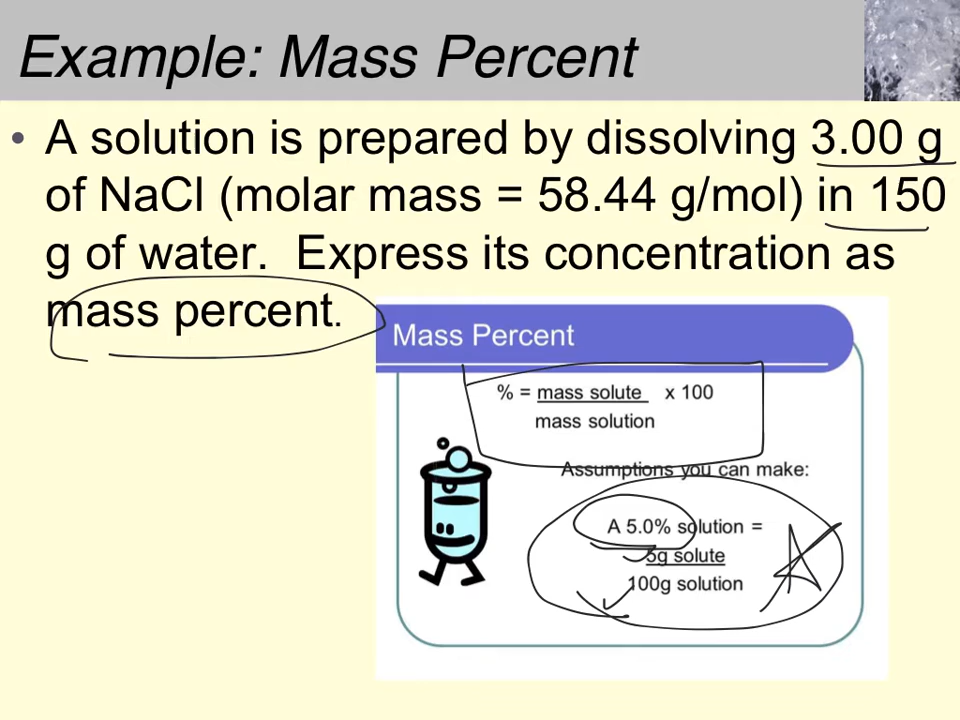 Example: Mass Percent
• A solution is prepared by dissolving 3.00 g
of NaCl (molar mass = 58.44 g/mol) in 150
g of water. Express its concentration as
mass percent.
Mass Percent
% = mass solute x 100
mass solution
Assumptions you can make:
A 5.0% solution =
5g solute
100g solution